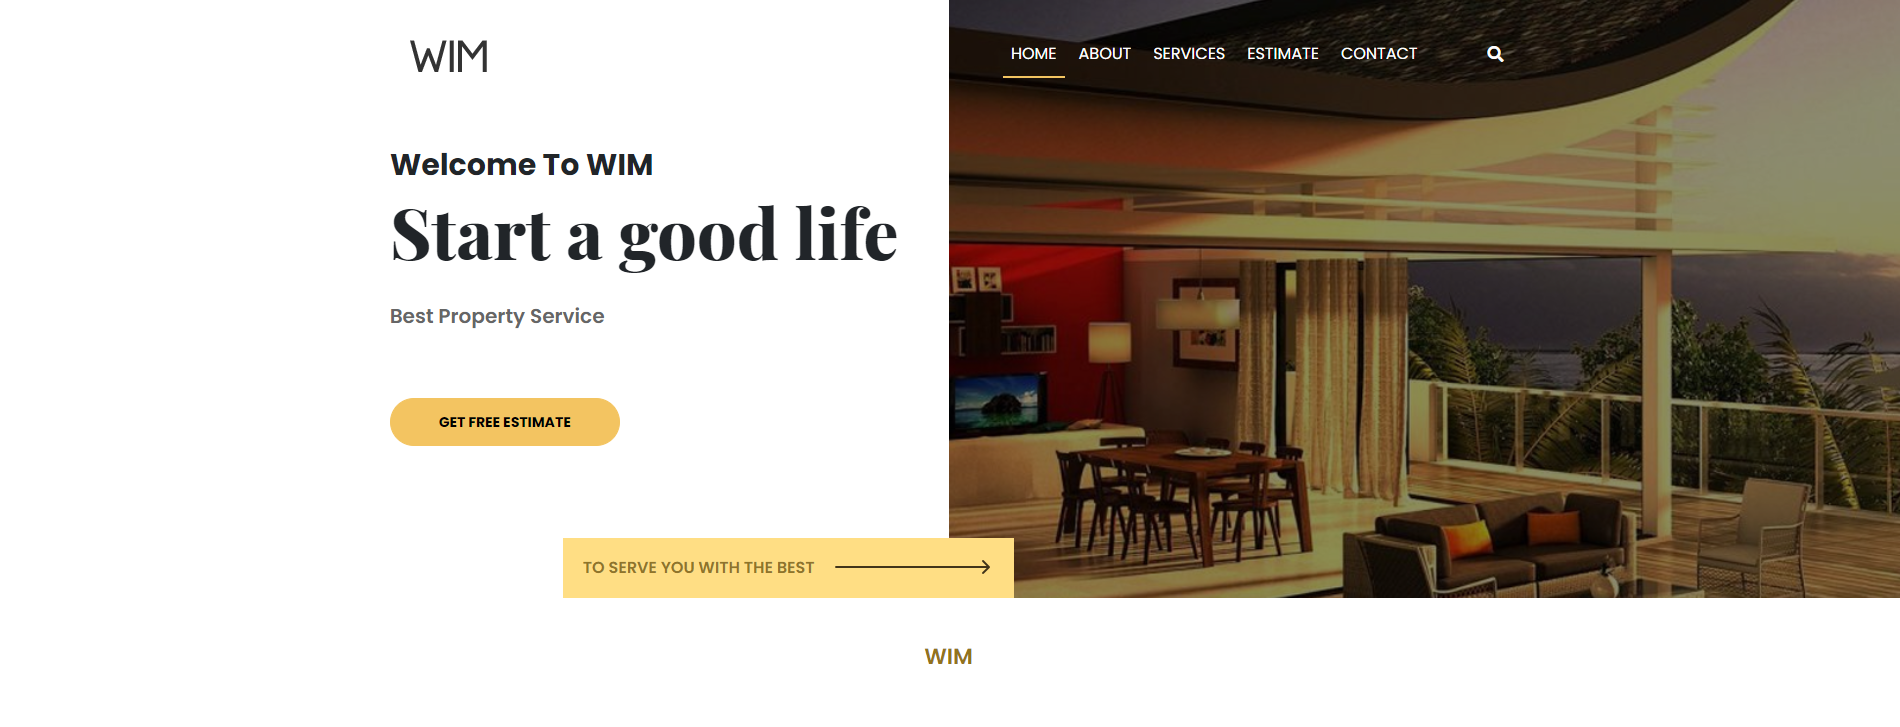 WIM
HOME ABOUT SERVICES ESTIMATE CONTACT
Welcome To WIM
Start a good life
Best Property Service
GET FREE ESTIMATE
TO SERVE YOU WITH THE BEST
WIM